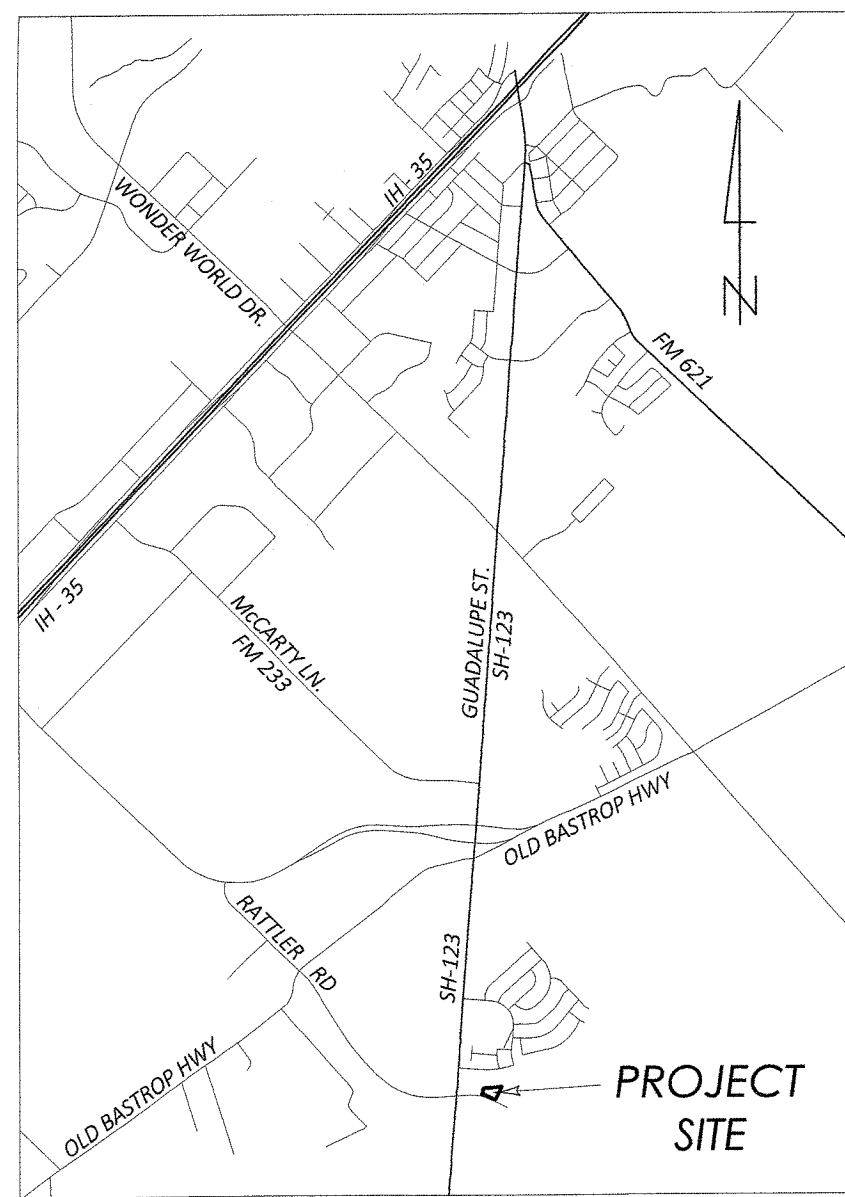 WONDER WORLD DR.
IH - 35
N
FM 621
IH - 35
McCARTY LN.
FM 233
GUADALUPE ST.
SH-123
OLD BASTROP HWY
RATTLER RD
SH-123
OLD BASTROP HWY
PROJECT
SITE